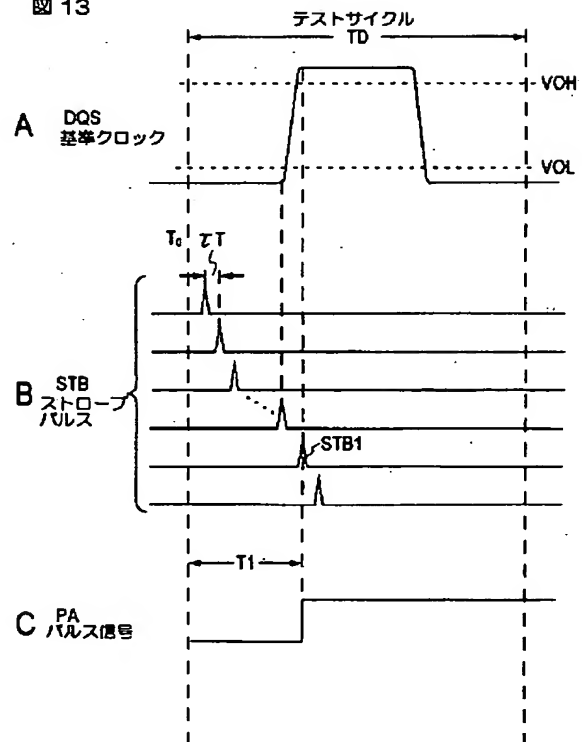 図 13
テストサイクル
TD
VOH
A DQS
基準クロック
VOL
T0 τT
B STB
ストローブ
パルス
STB1
T1
C PA
パルス信号